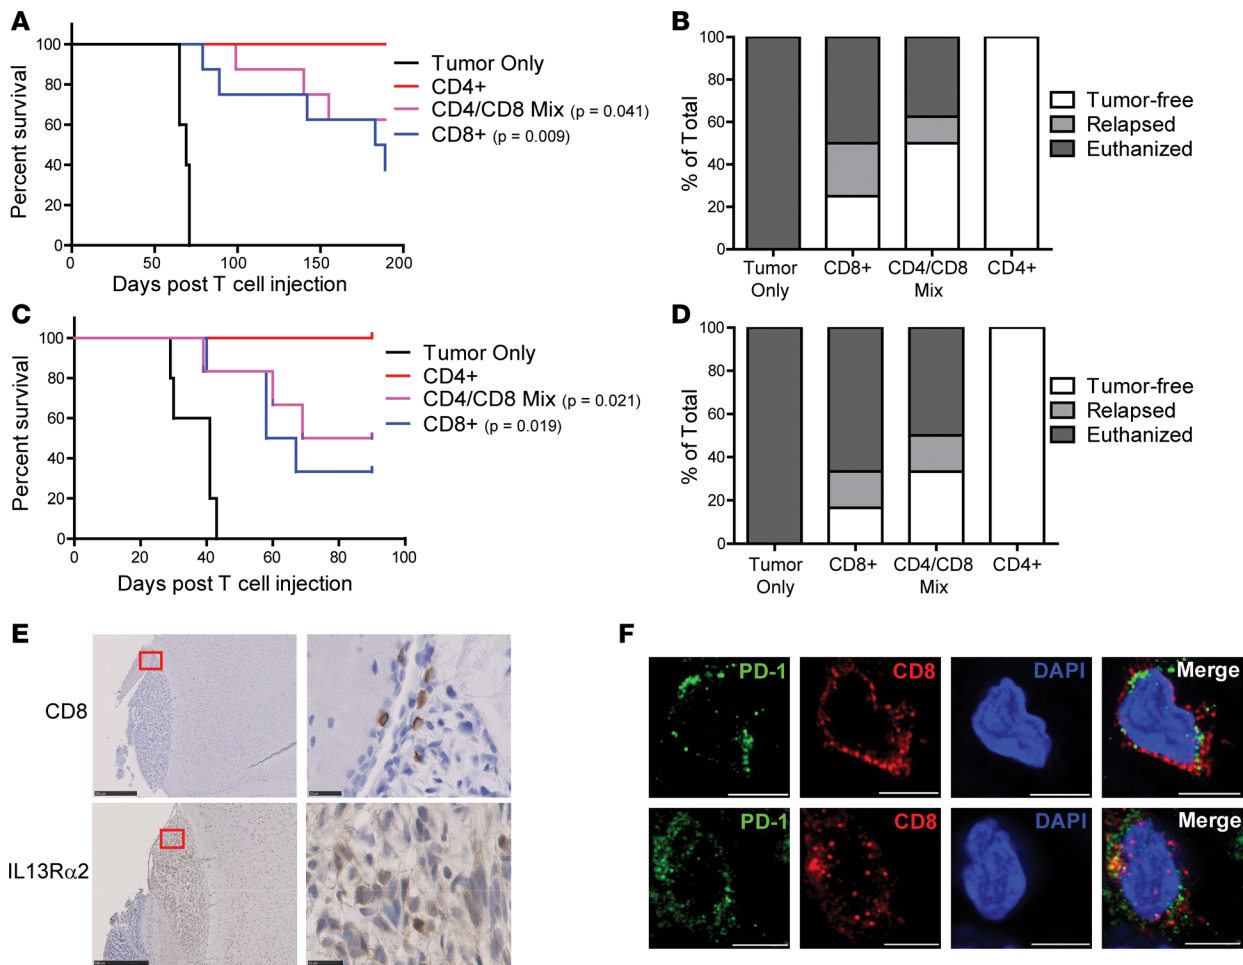 A
Percent survival
100
80
60
40
20
0
0 50 100 150 200
Days post T cell injection
Tumor Only
CD4+
CD4/CD8 Mix (p = 0.041)
CD8+ (p = 0.009)
B
% of Total
100
80
60
40
20
0
Tumor CD8+ CD4/CD8 CD4+
Only Mix
Tumor-free
Relapsed
Euthanized
C
Percent survival
100
80
60
40
20
0
0 20 40 60 80 100
Days post T cell injection
Tumor Only
CD4+
CD4/CD8 Mix (p = 0.021)
CD8+ (p = 0.019)
D
% of Total
100
80
60
40
20
0
Tumor CD8+ CD4/CD8 CD4+
Only Mix
Tumor-free
Relapsed
Euthanized
E
CD8
IL13Rα2
F
PD-1 CD8 DAPI Merge
PD-1 CD8 DAPI Merge